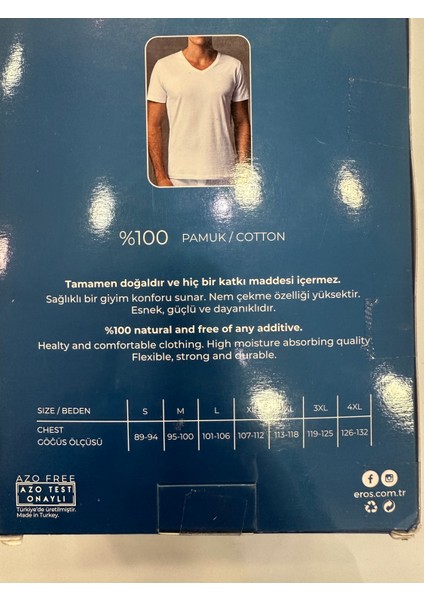 %100 PAMUK / COTTON
Tamamen doğaldır ve hiç bir katkı maddesi içermez.
Sağlıklı bir giyim konforu sunar. Nem çekme özelliği yüksektir.
Esnek, güçlü ve dayanıklıdır.
%100 natural and free of any additive.
Healty and comfortable clothing. High moisture absorbing quality
Flexible, strong and durable.
SIZE / BEDEN S M L 3XL 4XL
CHEST
GÖĞÜS ÖLÇÜSÜ 89-94 95-100 101-106 107-112 113-118 119-125 126-132
AZO FREE
AZO TEST
ONAYLI
Türkiye'de üretilmiştir.
Made in Turkey.
eros.com.tr